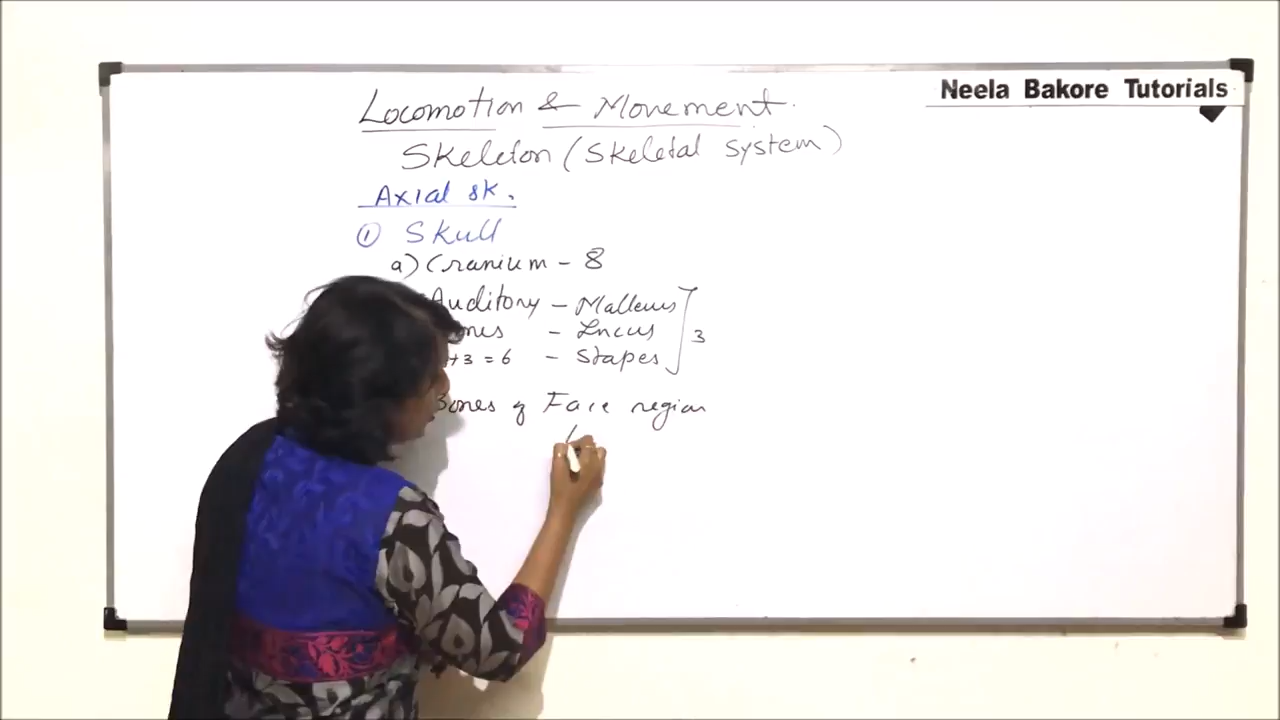 Neela Bakore Tutorials
Locomotion & Movement.
Skeleton (Skeletal system)
Axial sk.
① Skull
a) Cranium - 8
Auditory - Malleus
- Incus 3
+3 = 6 - Stapes
Bones of Face region